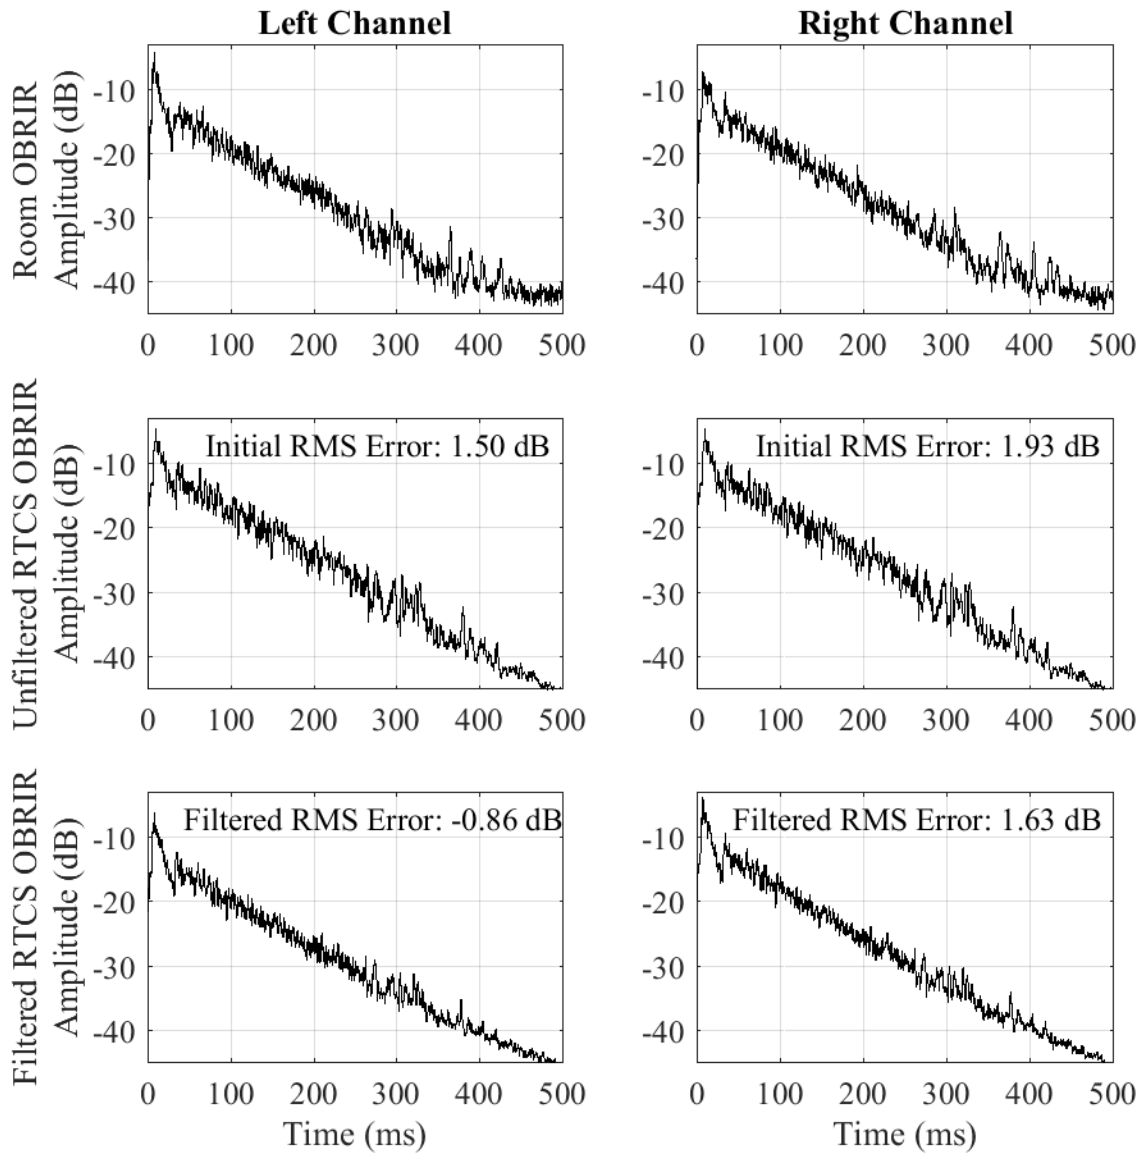 Left Channel
Right Channel
Room OBRIR
Amplitude (dB)
-10
-20
-30
-40
0 100 200 300 400 500
-10
-20
-30
-40
0 100 200 300 400 500
Unfiltered RTCS OBRIR
Amplitude (dB)
Initial RMS Error: 1.50 dB
-10
-20
-30
-40
0 100 200 300 400 500
Initial RMS Error: 1.93 dB
-10
-20
-30
-40
0 100 200 300 400 500
Filtered RTCS OBRIR
Amplitude (dB)
Filtered RMS Error: -0.86 dB
-10
-20
-30
-40
0 100 200 300 400 500
Time (ms)
Filtered RMS Error: 1.63 dB
-10
-20
-30
-40
0 100 200 300 400 500
Time (ms)